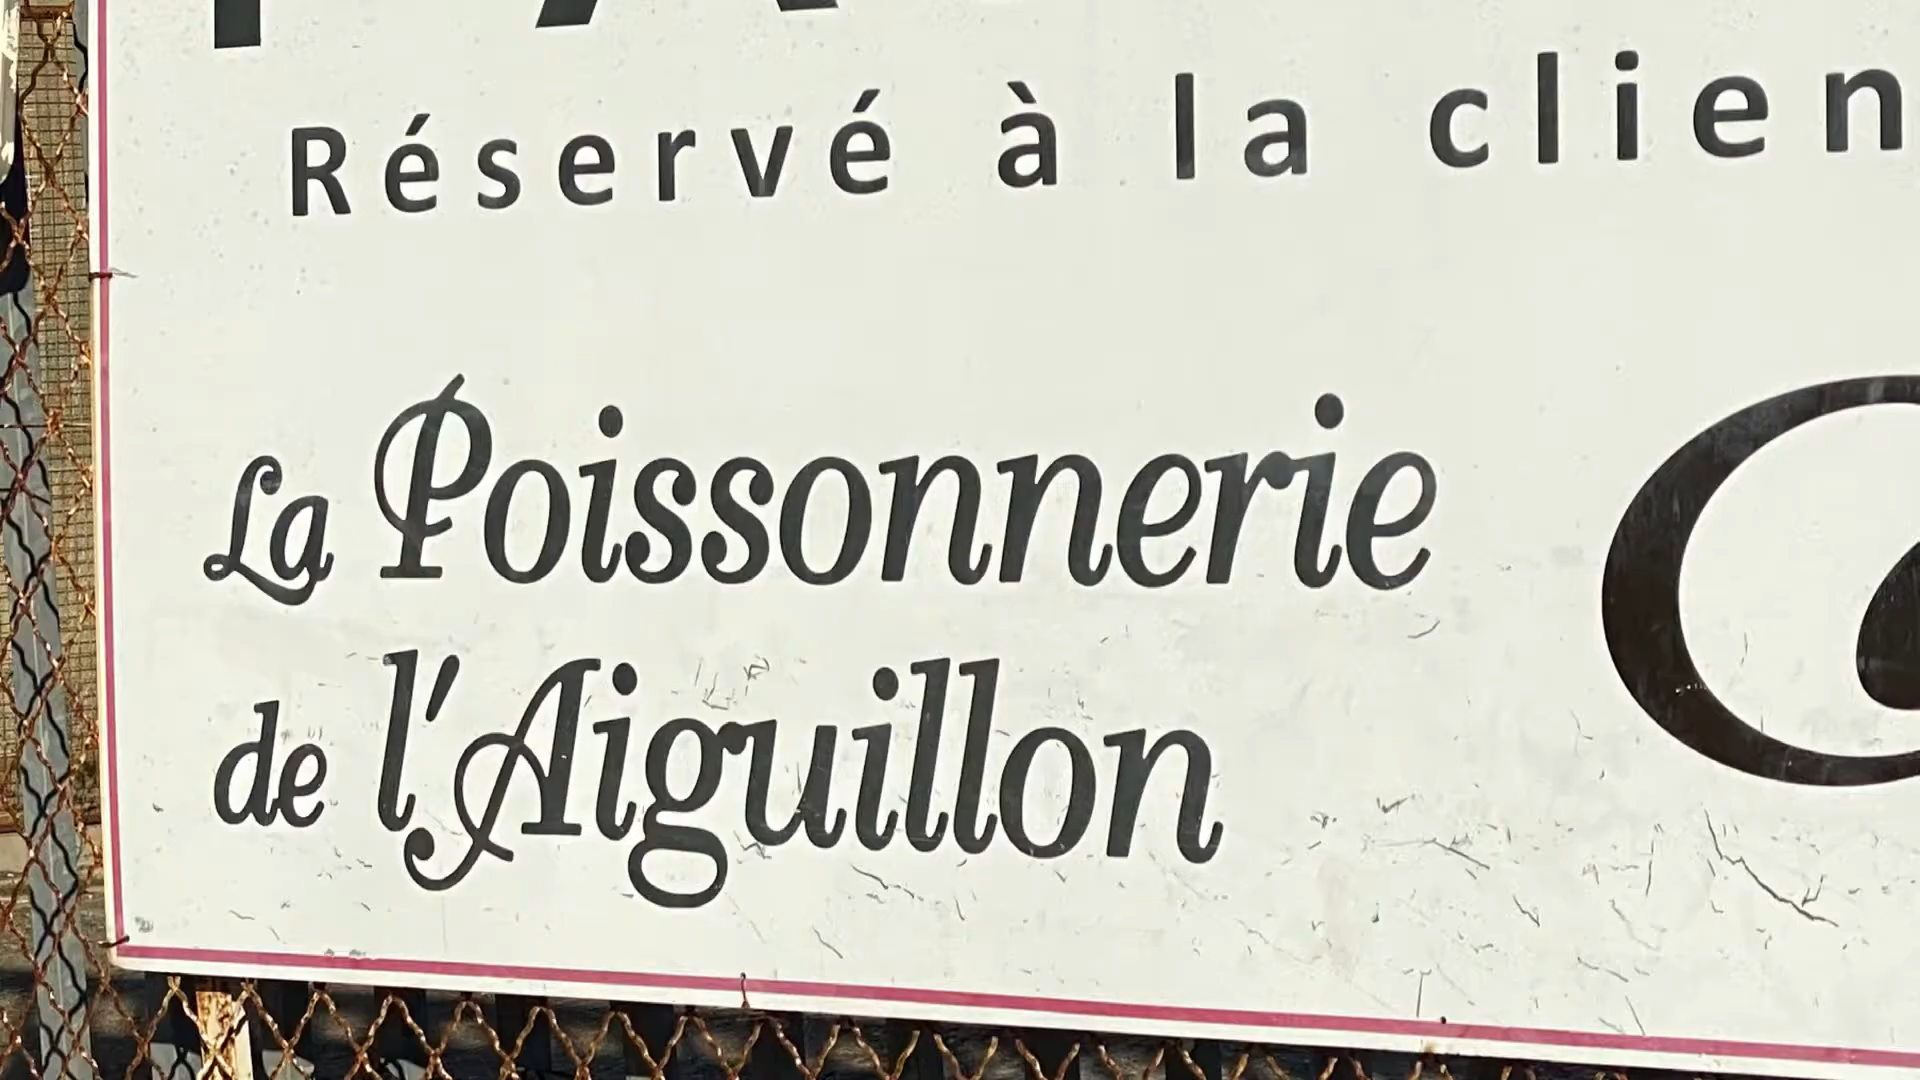 Réservé à la clien
La Poissonnerie
de l'Aiguillon